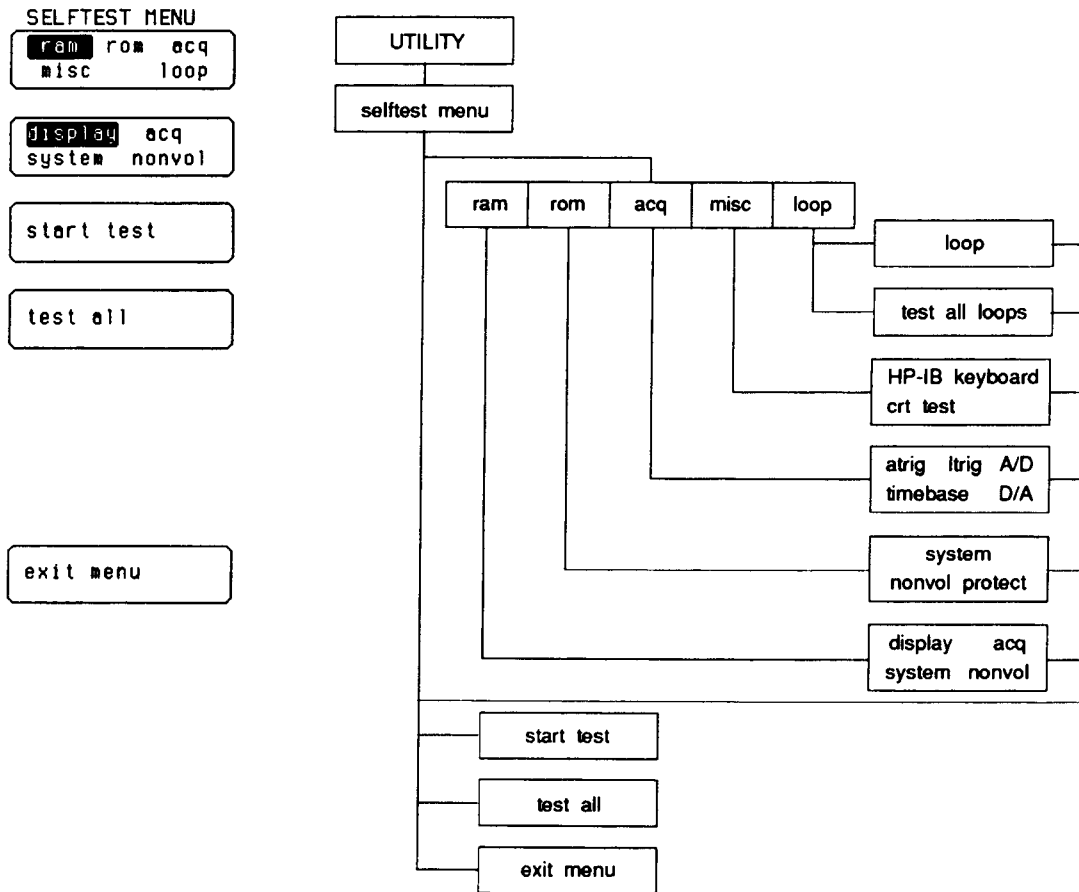 SELFTEST MENU
ram rom acq
misc loop
display acq
system nonvol
start test
test all
exit menu
UTILITY
selftest menu
ram rom acq misc loop
loop
test all loops
HP-IB keyboard
crt test
atrig ltrig A/D
timebase D/A
system
nonvol protect
display acq
system nonvol
start test
test all
exit menu